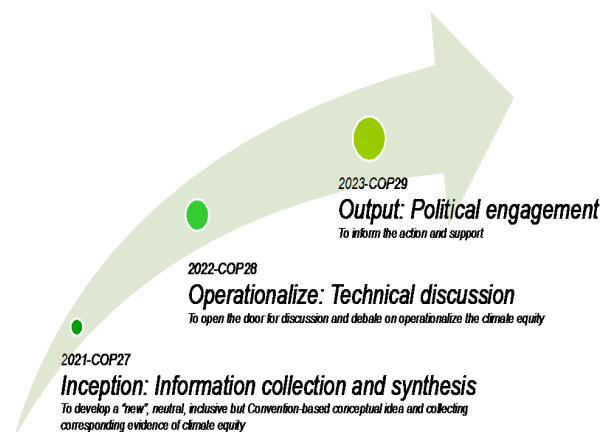 2023-COP29
Output: Political engagement
To inform the action and support
2022-COP28
Operationalize: Technical discussion
To open the door for discussion and debate on operationalize the climate equity
2021-COP27
Inception: Information collection and synthesis
To develop a "new", neutral, inclusive but Convention-based conceptual idea and collecting
corresponding evidence of climate equity